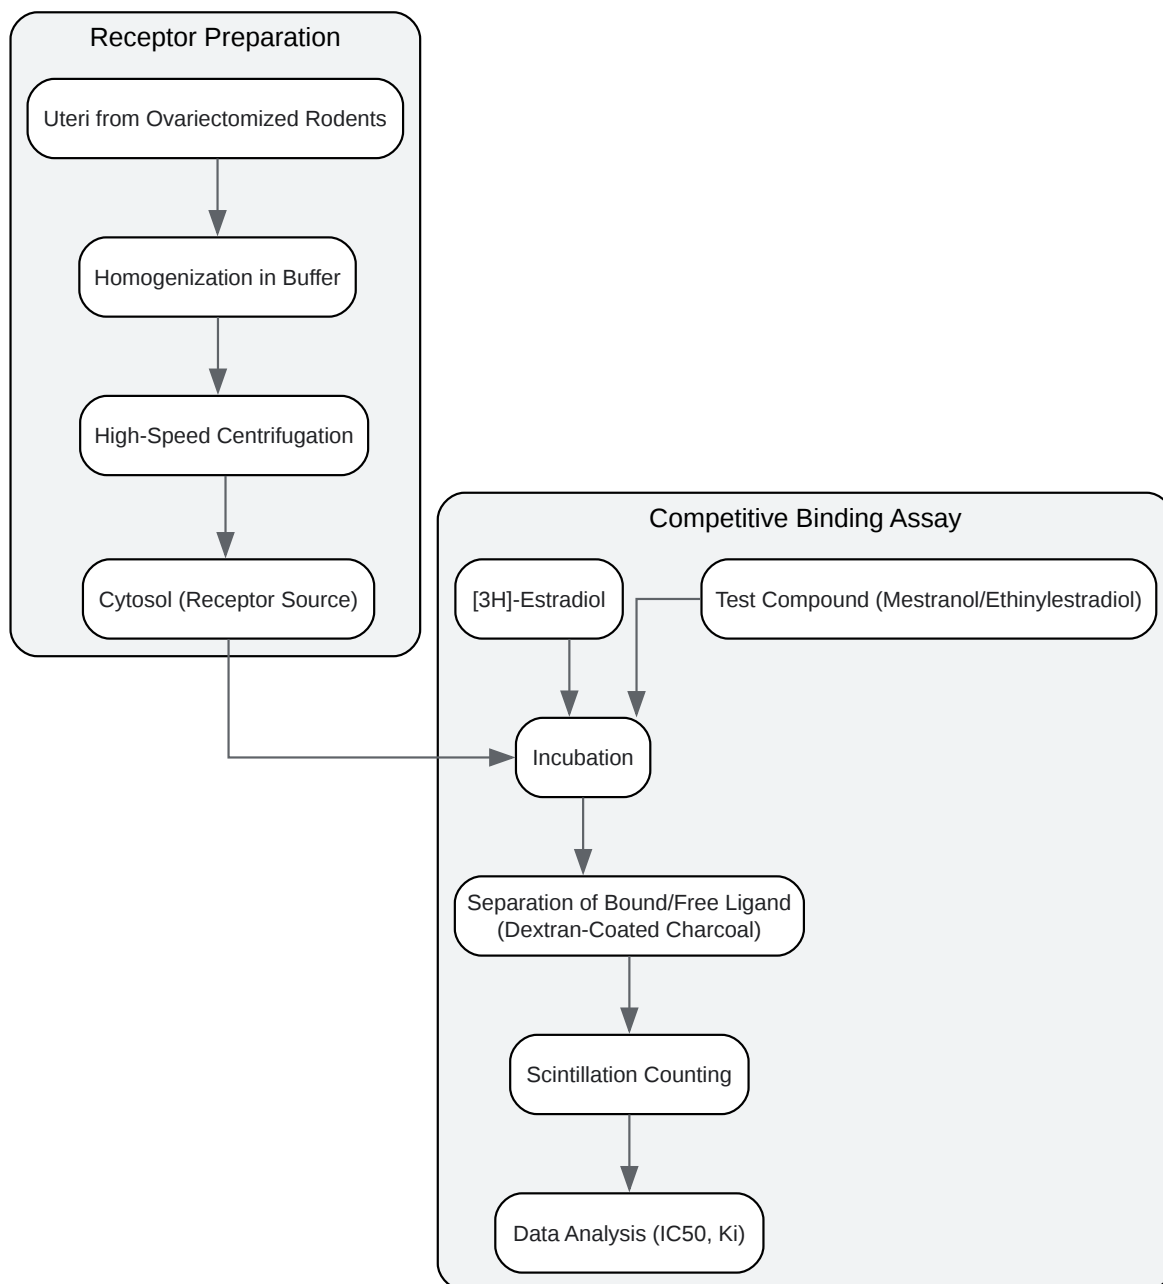 Receptor Preparation
Uteri from Ovariectomized Rodents
Homogenization in Buffer
High-Speed Centrifugation
Cytosol (Receptor Source)
Competitive Binding Assay
[3H]-Estradiol
Test Compound (Mestranol/Ethinylestradiol)
Incubation
Separation of Bound/Free Ligand
(Dextran-Coated Charcoal)
Scintillation Counting
Data Analysis (IC50, Ki)